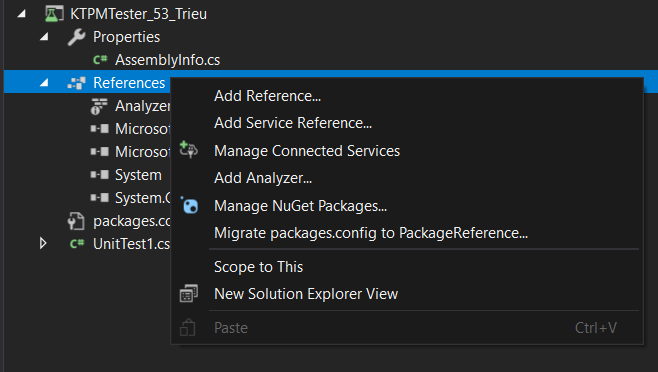 KTPMTester_53_Trieu
Properties
AssemblyInfo.cs
References
Analyzer
Microsof
Microsof
System
System.C
packages.co
UnitTest1.cs
Add Reference...
Add Service Reference...
Manage Connected Services
Add Analyzer...
Manage NuGet Packages...
Migrate packages.config to PackageReference...
Scope to This
New Solution Explorer View
Paste Ctrl+V